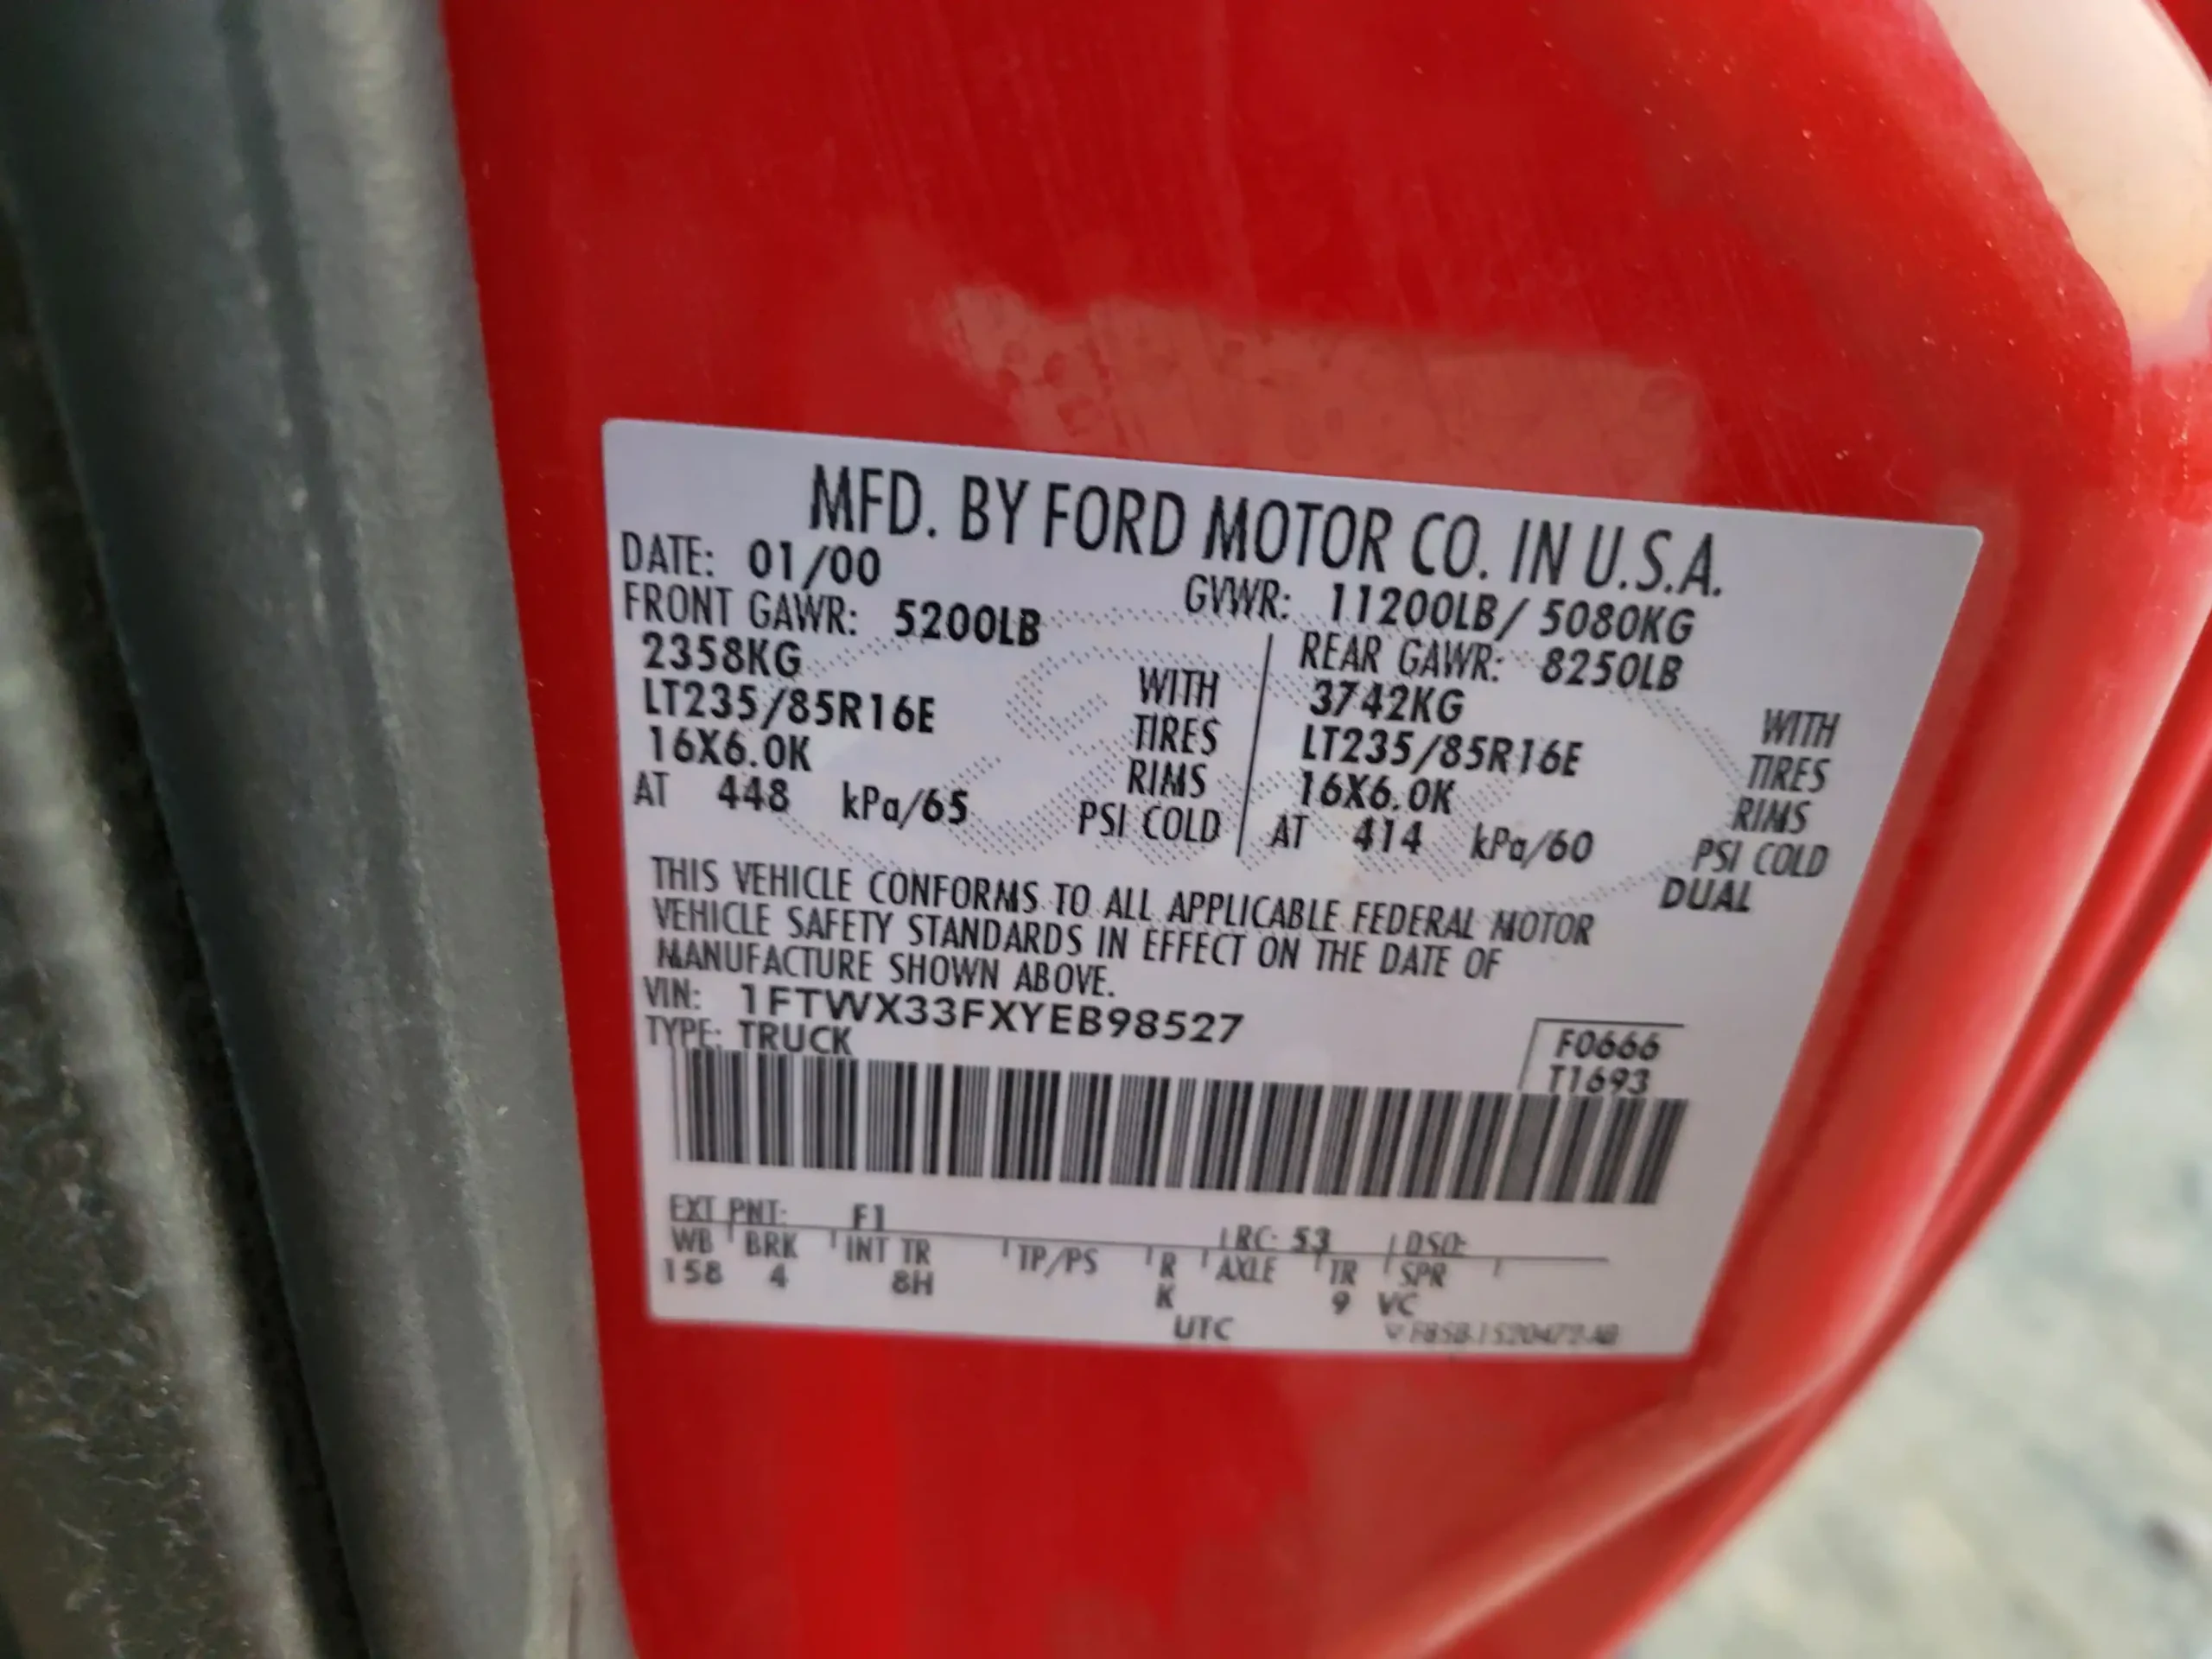 MFD. BY FORD MOTOR CO. IN U.S.A.
DATE: 01/00 GVWR: 11200LB/ 5080KG
FRONT GAWR: 5200LB REAR GAWR: 8250LB
2358KG WITH 3742KG WITH
LT235/85R16E TIRES LT235/85R16E TIRES
16X6.0K RIMS 16X6.0K RIMS
AT 448 kPa/65 PSI COLD AT 414 kPa/60 PSI COLD
DUAL
THIS VEHICLE CONFORMS TO ALL APPLICABLE FEDERAL MOTOR
VEHICLE SAFETY STANDARDS IN EFFECT ON THE DATE OF
MANUFACTURE SHOWN ABOVE.
VIN: 1FTWX33FXYEB98527 F0666
TYPE: TRUCK T1693
EXT PNT: F1 RC: 53 DSO:
WB BRK INT TR TP/PS R AXLE TR SPR
158 4 8H K 9 VC
UTC